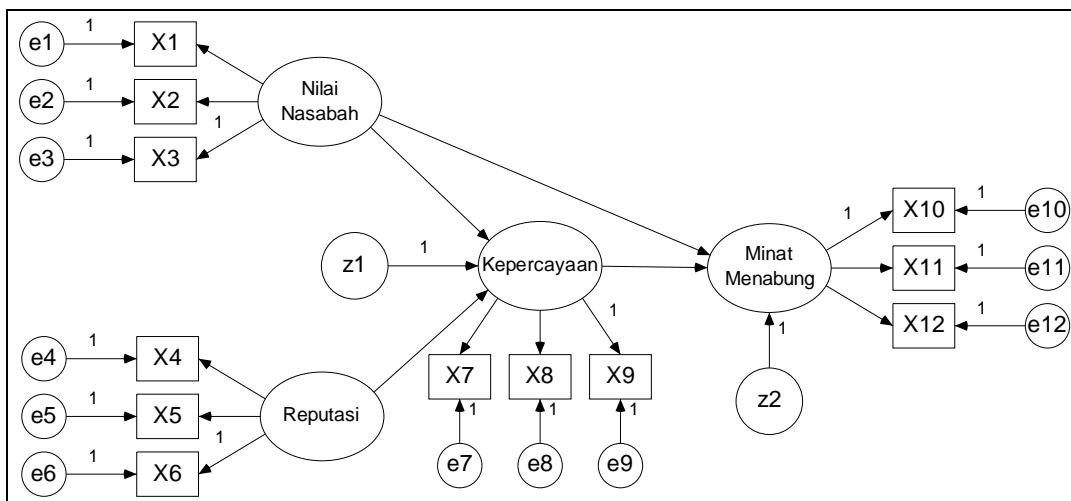 e1
1
X1
e2
1
X2
e3
1
X3
1
Nilai
Nasabah
z1
1
Kepercayaan
Minat
Menabung
1
X10
1
e10
X11
1
e11
X12
1
e12
e4
1
X4
e5
1
X5
e6
1
X6
1
Reputasi
1
X7
X8
X9
1
1
1
e7
e8
e9
1
z2